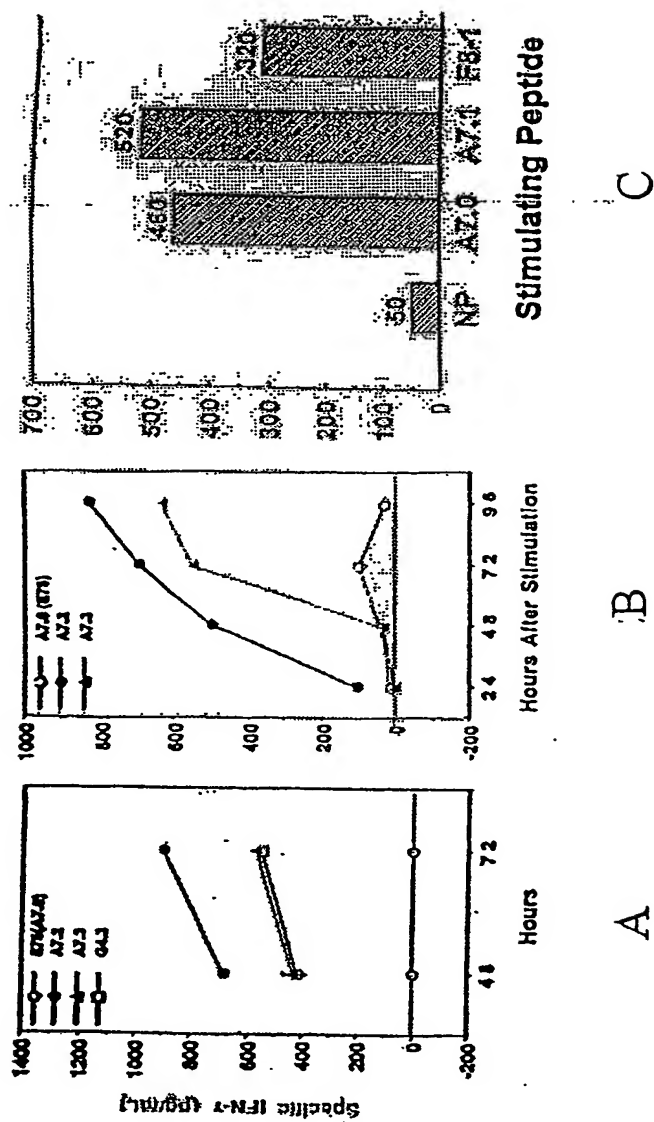 Specific IFN-γ (pg/mL)
1400
1200
1000
800
600
400
200
0
-200
A7.2
A7.3
G4.3
48
72
Hours
A
1000
800
600
400
200
0
-200
A7.2
A7.3
24
48
72
96
Hours After Stimulation
B
700
600
500
400
300
200
100
0
50
460
520
320
NP
A7.0
A7.1
F8-1
Stimulating Peptide
C